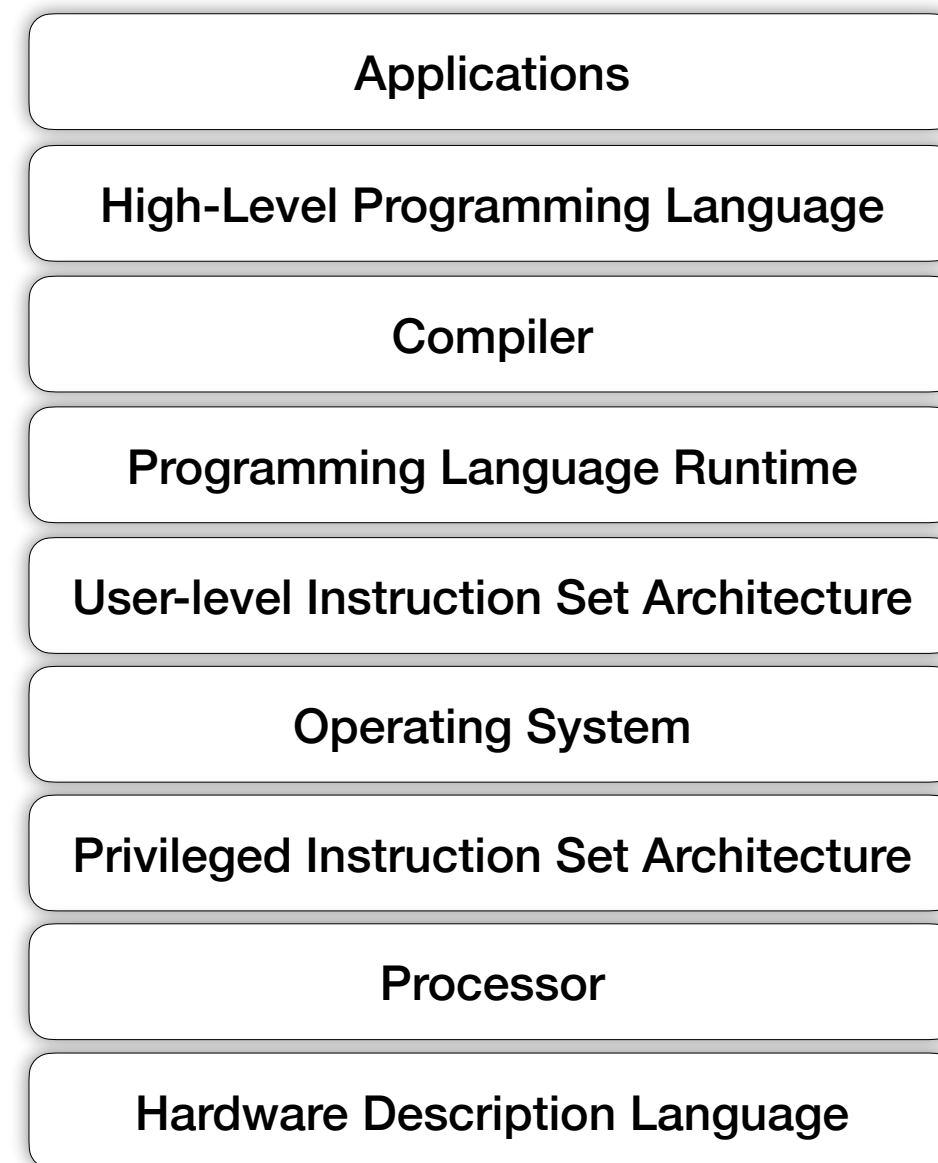 Applications
High-Level Programming Language
Compiler
Programming Language Runtime
User-level Instruction Set Architecture
Operating System
Privileged Instruction Set Architecture
Processor
Hardware Description Language